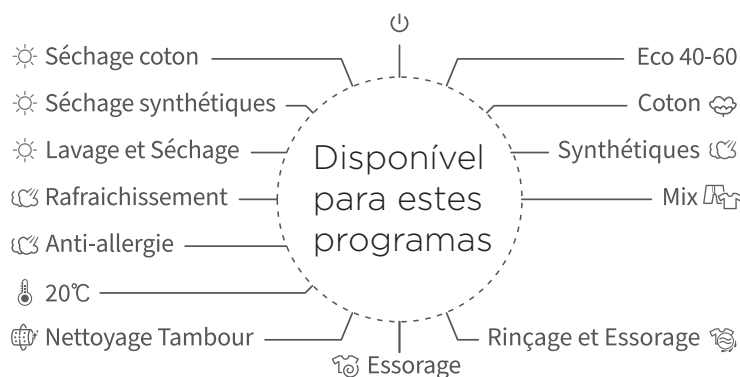 Séchage coton
Séchage synthétiques
Lavage et Séchage
Rafraichissement
Anti-allergie
20℃
Nettoyage Tambour
Disponível
para estes
programas
Eco 40-60
Coton
Synthétiques
Mix
Rinçage et Essorage
Essorage